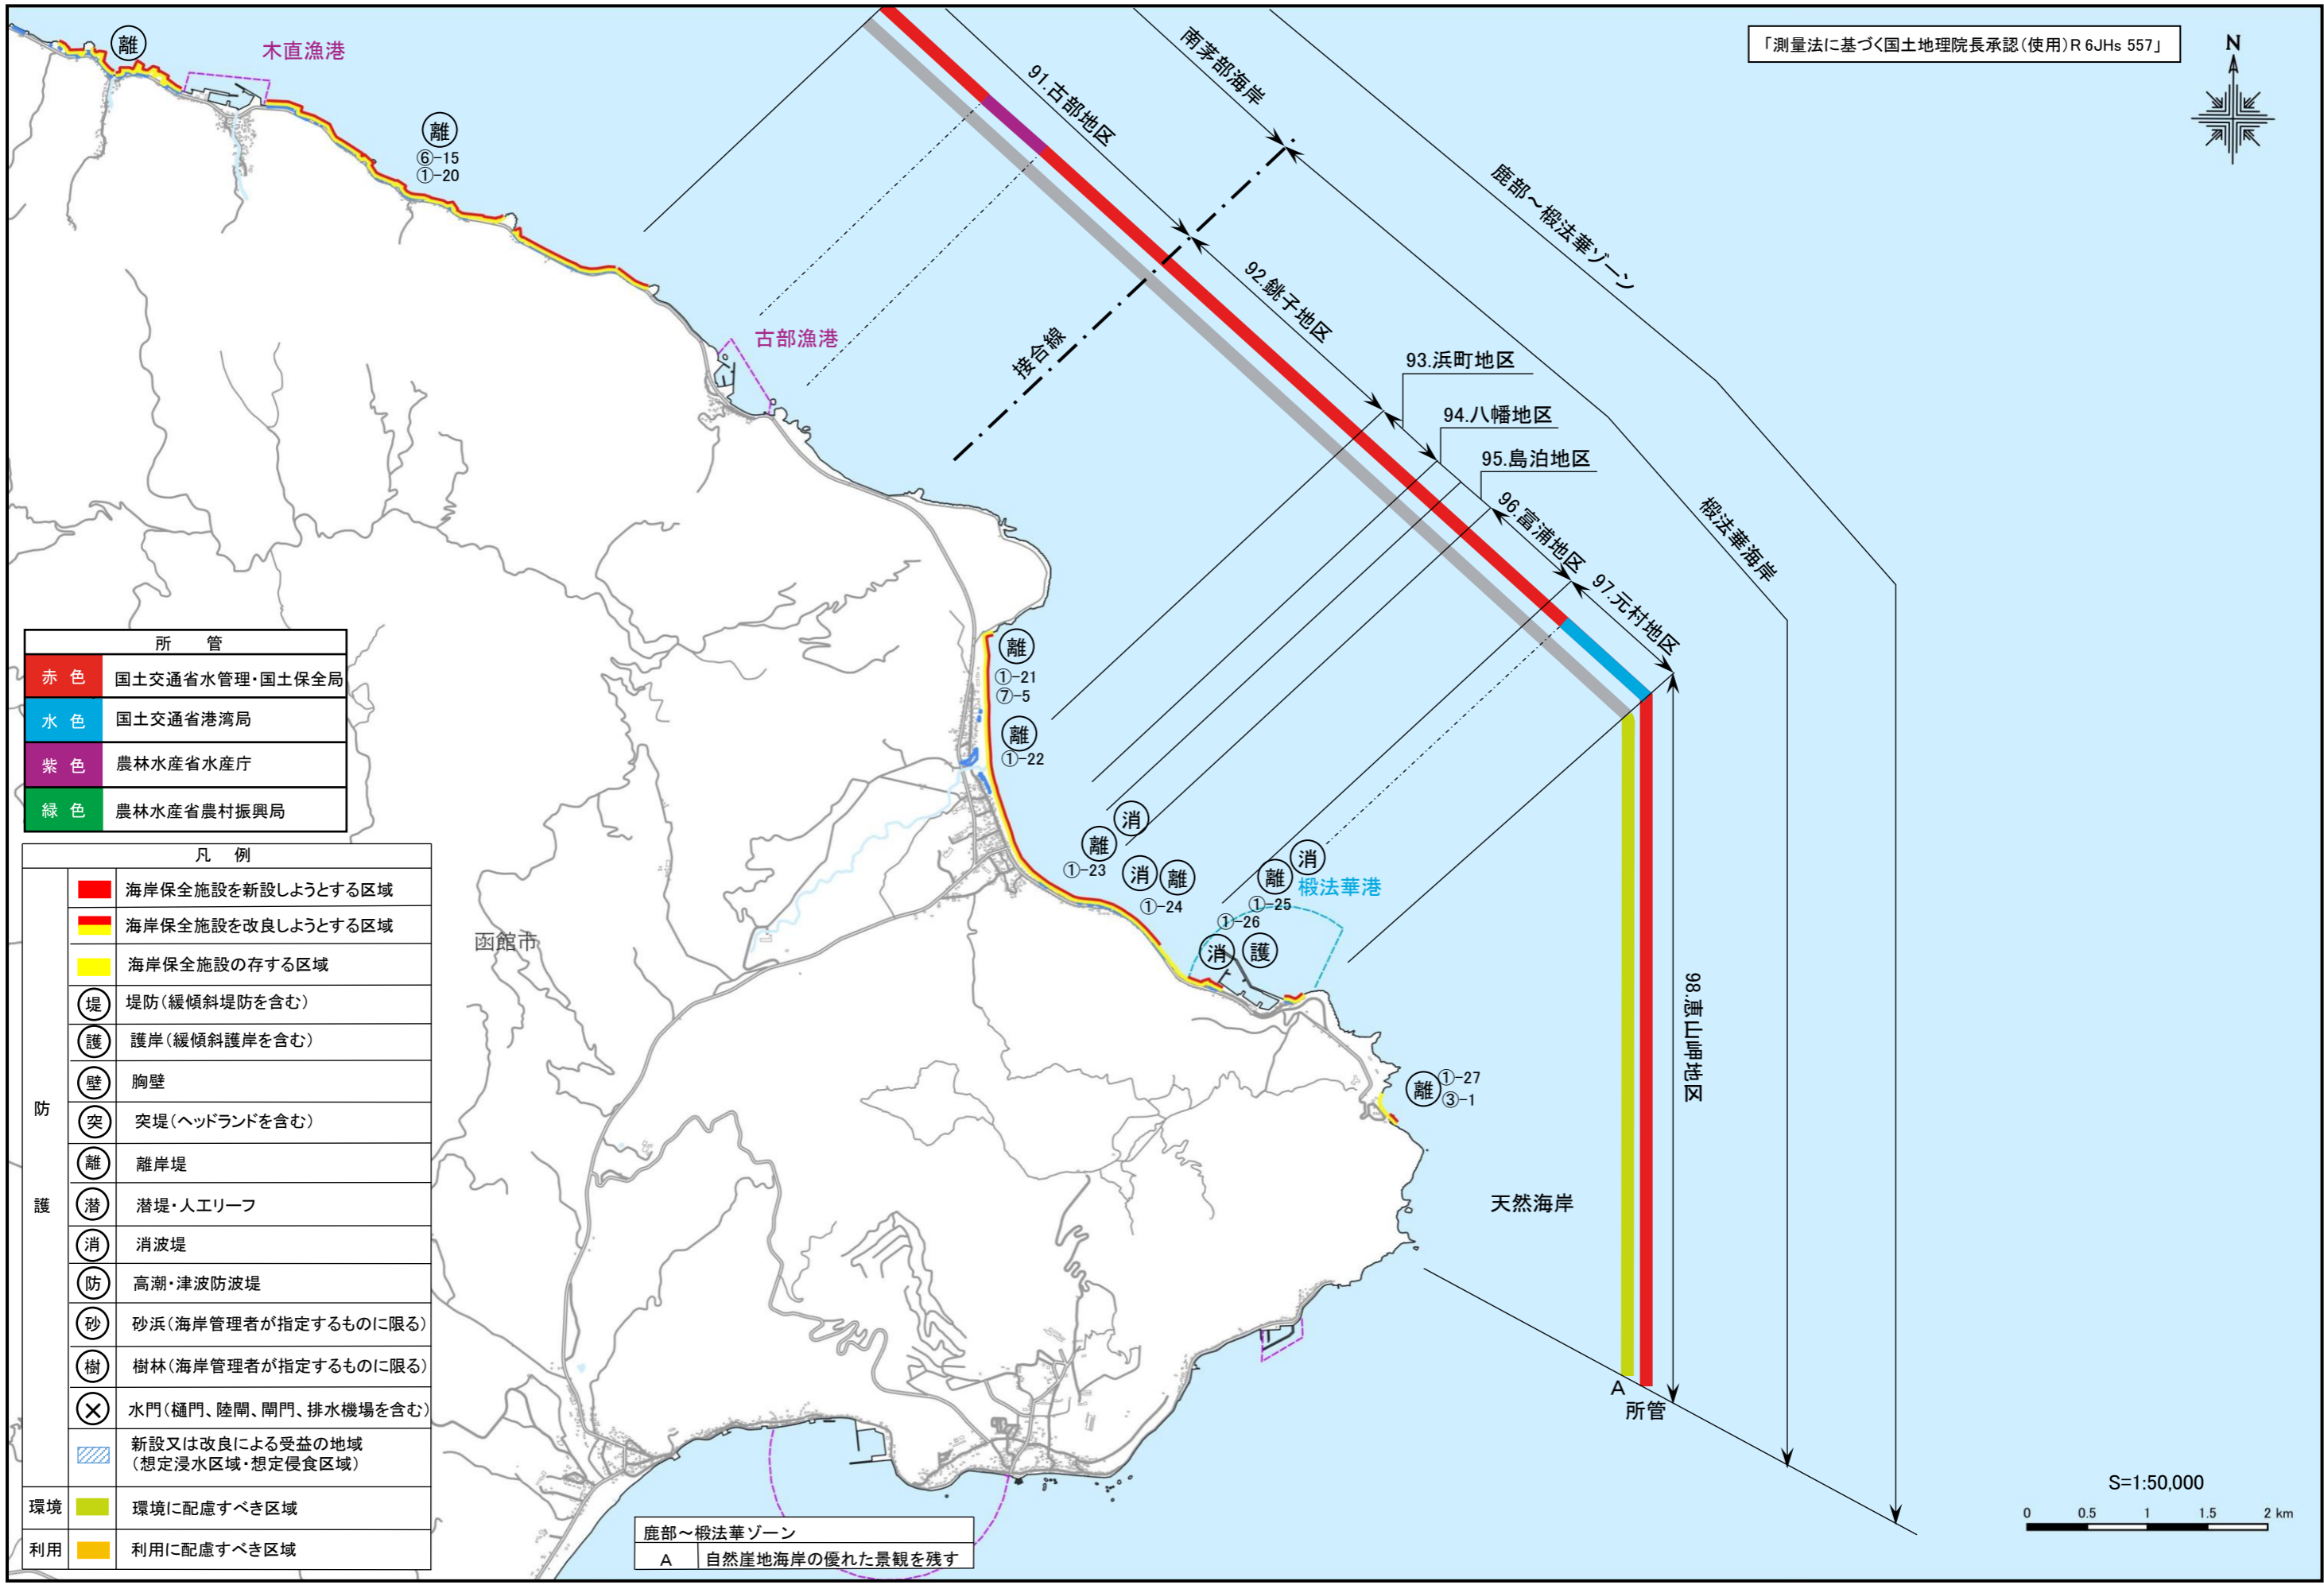 「測量法に基づく国土地理院長承認(使用)R 6JHs 557」
N
離
木直漁港
離
⑥-15
①-20
91.古部地区
南茅部海岸
鹿部～椴法華ゾーン
92.銚子地区
接合線
古部漁港
93.浜町地区
94.八幡地区
95.島泊地区
96.富浦地区
97.元村地区
椴法華海岸
98.恵山岬地区
離
①-21
⑦-5
離
①-22
消
離
①-23
消 離
①-24
消
離
①-25
椴法華港
①-26
消 護
離
①-27
③-1
函館市
天然海岸
A
所管
所 管
赤 色 国土交通省水管理・国土保全局
水 色 国土交通省港湾局
紫 色 農林水産省水産庁
緑 色 農林水産省農村振興局
凡 例
防護
海岸保全施設を新設しようとする区域
海岸保全施設を改良しようとする区域
海岸保全施設の存する区域
堤 堤防(緩傾斜堤防を含む)
護 護岸(緩傾斜護岸を含む)
壁 胸壁
突 突堤(ヘッドランドを含む)
離 離岸堤
潜 潜堤・人工リーフ
消 消波堤
防 高潮・津波防波堤
砂 砂浜(海岸管理者が指定するものに限る)
樹 樹林(海岸管理者が指定するものに限る)
水門(樋門、陸閘、閘門、排水機場を含む)
新設又は改良による受益の地域
(想定浸水区域・想定侵食区域)
環境 環境に配慮すべき区域
利用 利用に配慮すべき区域
鹿部～椴法華ゾーン
A 自然崖地海岸の優れた景観を残す
S=1:50,000
0 0.5 1 1.5 2 km